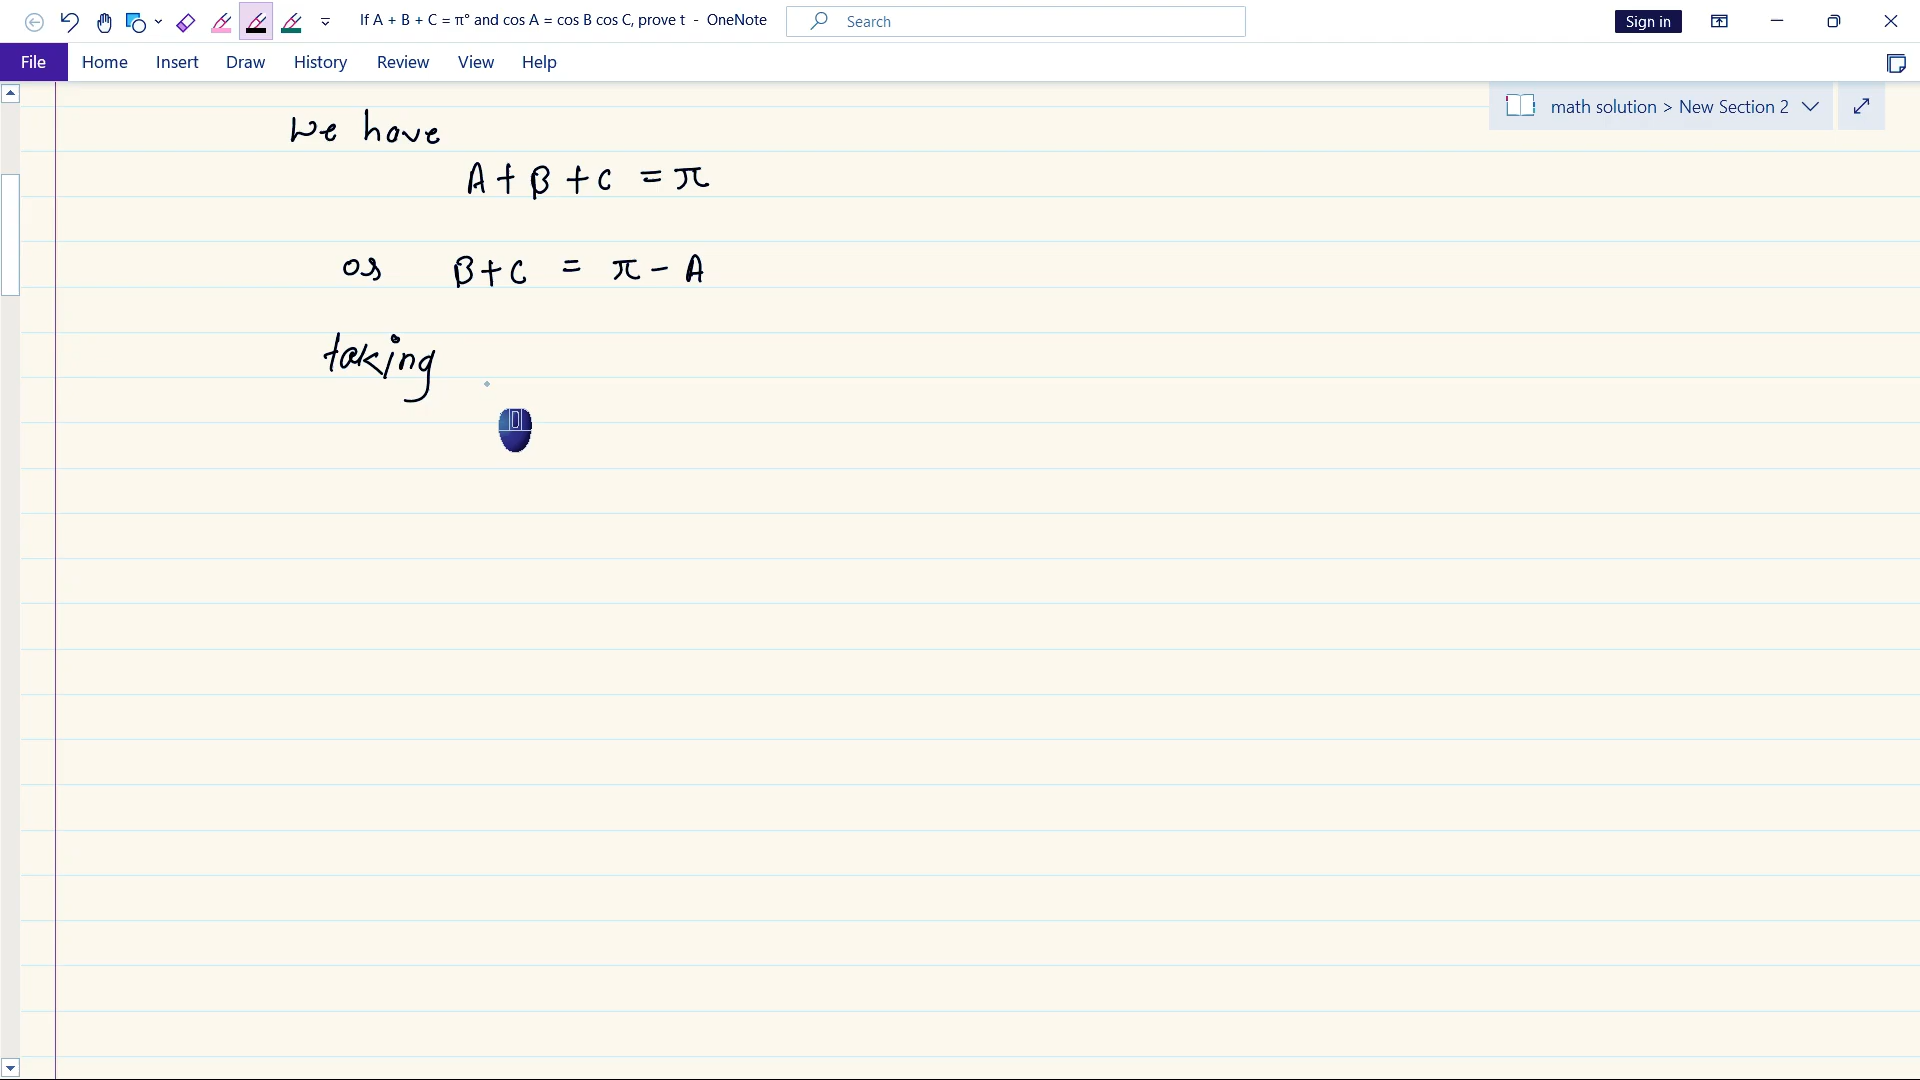 If A + B + C = π° and cos A = cos B cos C, prove t - OneNote
Search
Sign in
File Home Insert Draw History Review View Help
math solution > New Section 2
We have
A + B + C = π
or B + C = π - A
taking